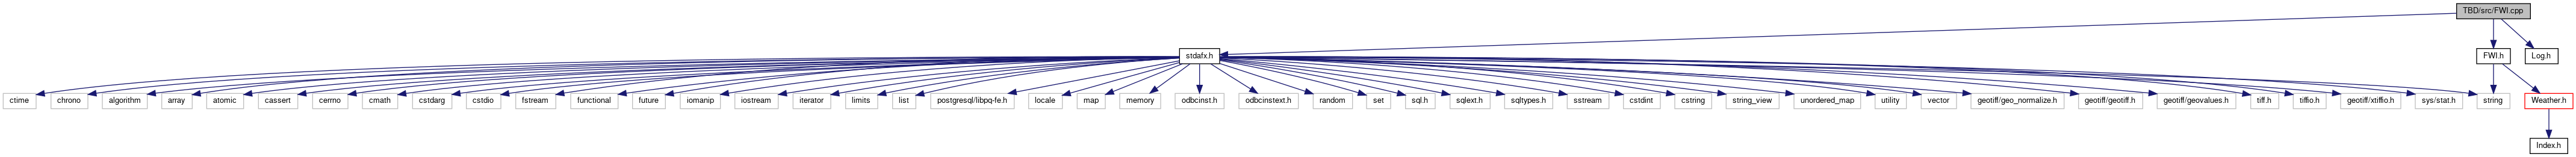 TBD/src/FWI.cpp
stdafx.h
FWI.h
Log.h
ctime
chrono
algorithm
array
atomic
cassert
cerrno
cmath
cstdarg
cstdio
fstream
functional
future
iomanip
iostream
iterator
limits
list
postgresql/libpq-fe.h
locale
map
memory
odbcinst.h
odbcinstext.h
random
set
sql.h
sqlext.h
sqltypes.h
sstream
cstdint
cstring
string_view
unordered_map
utility
vector
geotiff/geo_normalize.h
geotiff/geotiff.h
geotiff/geovalues.h
tiff.h
tiffio.h
geotiff/xtiffio.h
sys/stat.h
string
Weather.h
Index.h